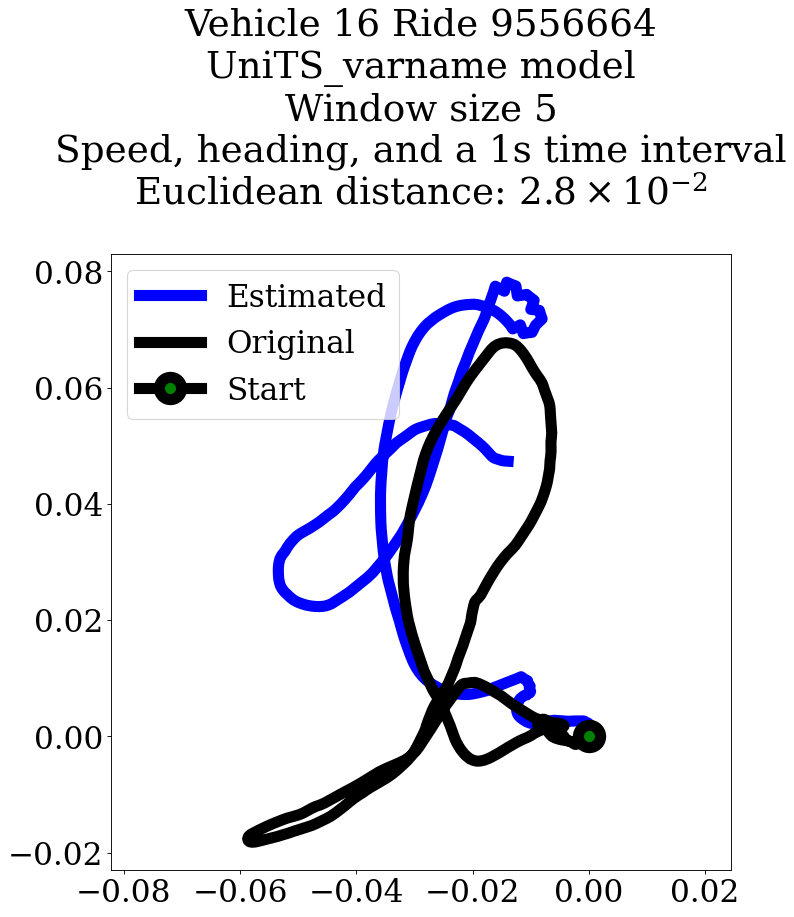 Vehicle 16 Ride 9556664
UniTS_varname model
Window size 5
Speed, heading, and a 1s time interval
Euclidean distance: 2.8 × 10⁻²
Estimated
Original
Start
0.08
0.06
0.04
0.02
0.00
−0.02
−0.08 −0.06 −0.04 −0.02 0.00 0.02